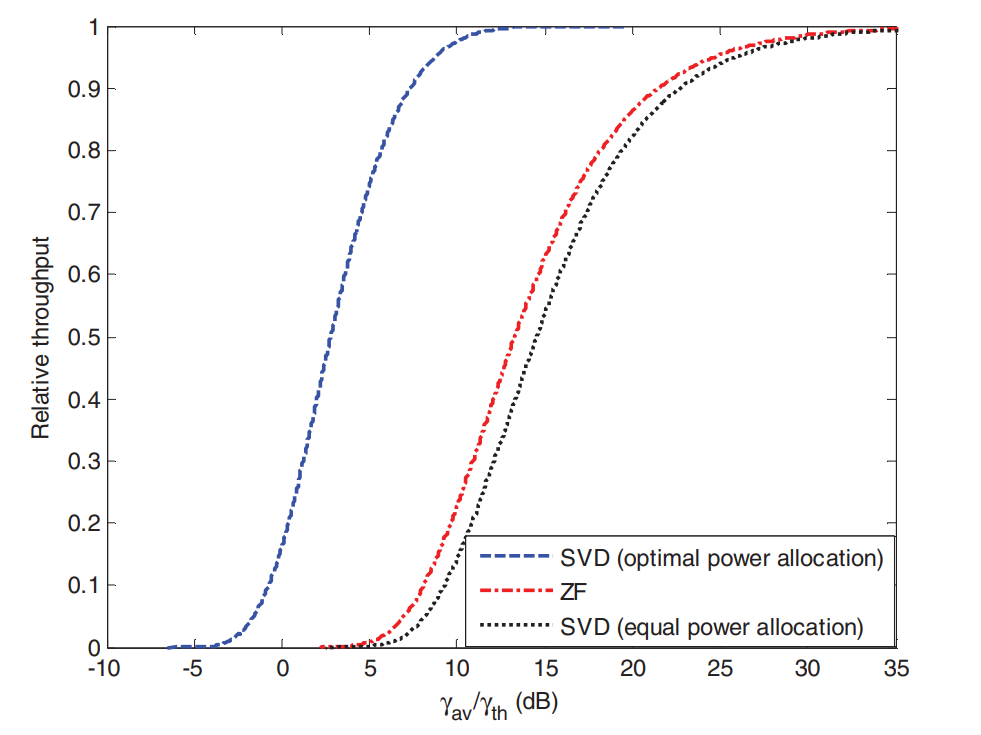 1
0.9
0.8
0.7
0.6
0.5
0.4
0.3
0.2
0.1
0
Relative throughput
-10 -5 0 5 10 15 20 25 30 35
γav/γth (dB)
SVD (optimal power allocation)
ZF
SVD (equal power allocation)